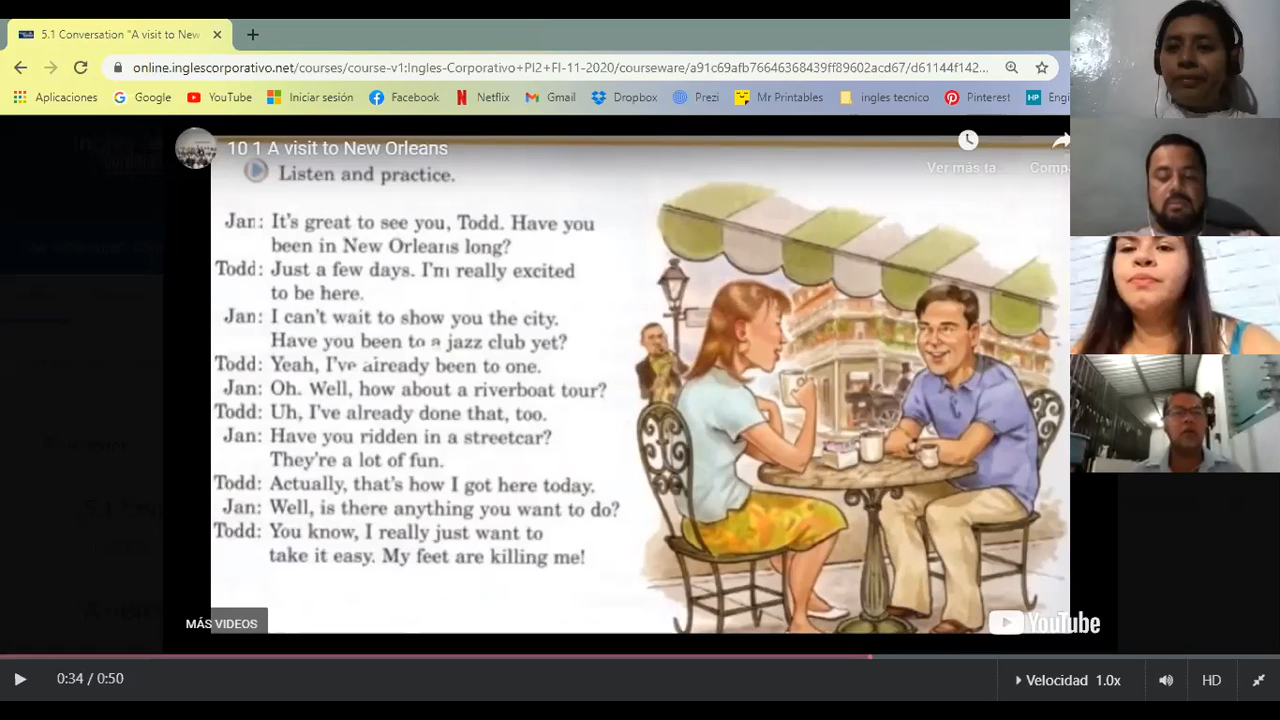 5.1 Conversation "A visit to New
online.inglescorporativo.net/courses/course-v1:Ingles-Corporativo+PI2+FI-11-2020/courseware/a91c69afb76646368439ff89602acd67/d61144f142...
Aplicaciones Google YouTube Iniciar sesión Facebook Netflix Gmail Dropbox Prezi Mr Printables ingles tecnico Pinterest HP Engl
10 1 A visit to New Orleans
Ver más ta... Compa
Listen and practice.
Jan: It's great to see you, Todd. Have you
been in New Orleans long?
Todd: Just a few days. I'm really excited
to be here.
Jan: I can't wait to show you the city.
Have you been to a jazz club yet?
Todd: Yeah, I've already been to one.
Jan: Oh. Well, how about a riverboat tour?
Todd: Uh, I've already done that, too.
Jan: Have you ridden in a streetcar?
They're a lot of fun.
Todd: Actually, that's how I got here today.
Jan: Well, is there anything you want to do?
Todd: You know, I really just want to
take it easy. My feet are killing me!
MÁS VIDEOS
YouTube
0:34 / 0:50 Velocidad 1.0x HD